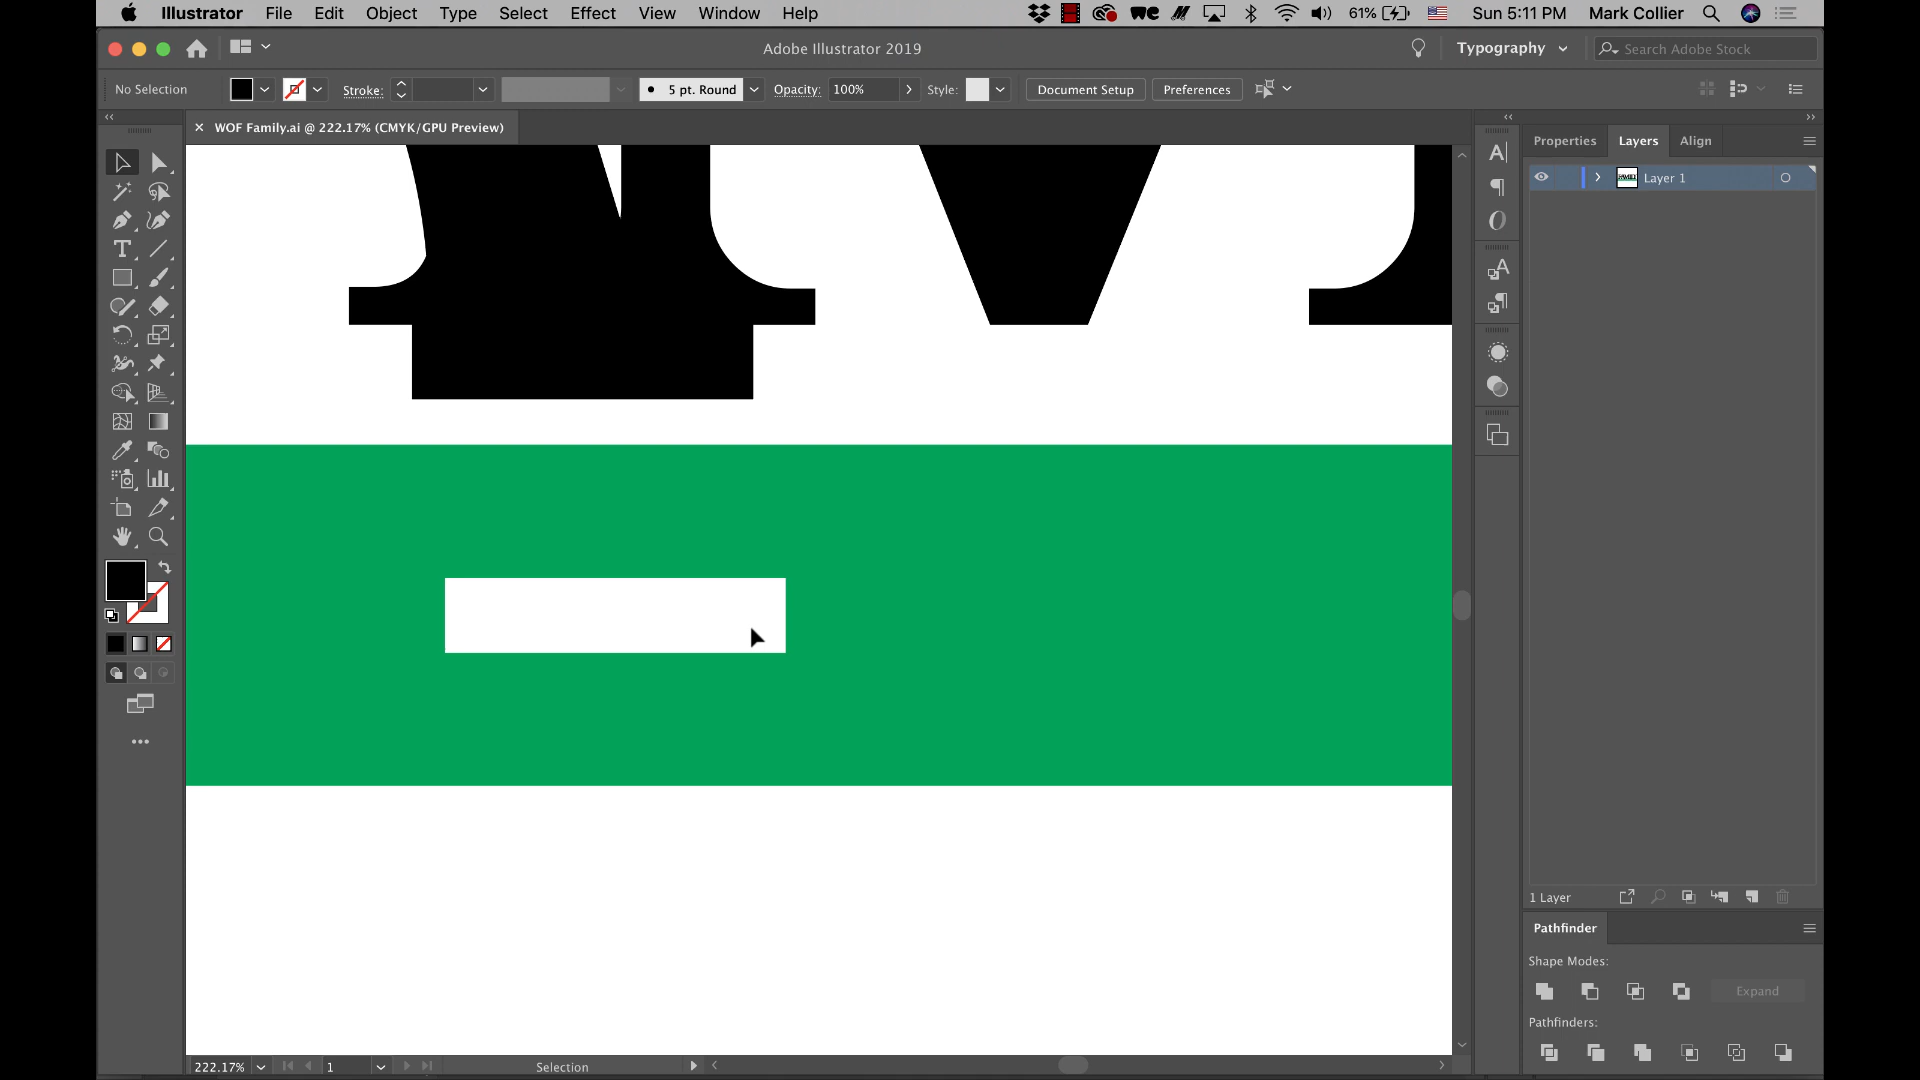 Illustrator File Edit Object Type Select Effect View Window Help 61% Sun 5:11 PM Mark Collier
Adobe Illustrator 2019 Typography Search Adobe Stock
No Selection Stroke: 5 pt. Round Opacity: 100% Style: Document Setup Preferences
WOF Family.ai @ 222.17% (CMYK/GPU Preview)
Properties Layers Align
Layer 1
1 Layer
Pathfinder
Shape Modes:
Expand
Pathfinders:
222.17% 1 Selection